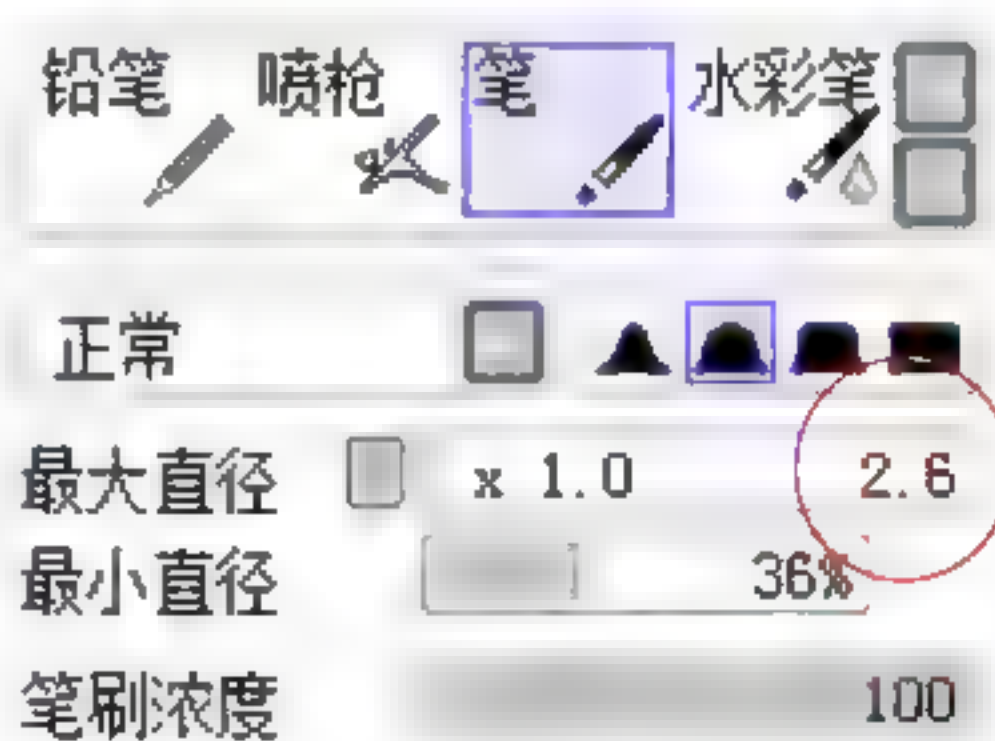 铅笔 喷枪 笔 水彩笔
正常
最大直径 x 1.0 2.6
最小直径 36%
笔刷浓度 100